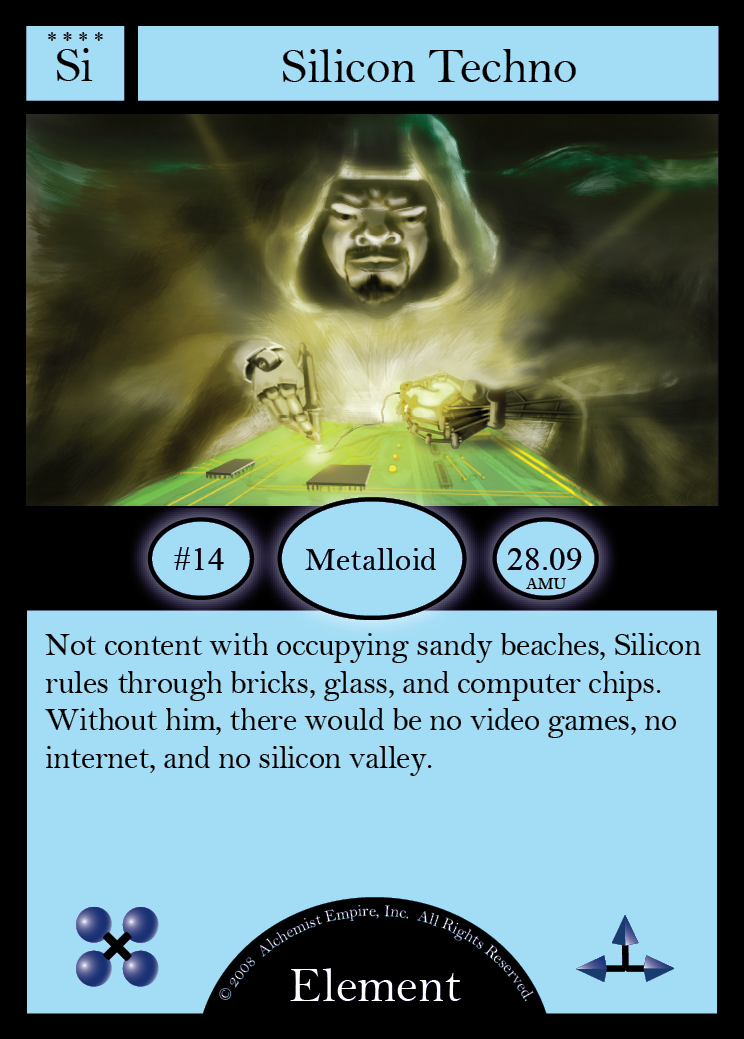 * * * *
Si
Silicon Techno
#14
Metalloid
28.09
AMU
Not content with occupying sandy beaches, Silicon
rules through bricks, glass, and computer chips.
Without him, there would be no video games, no
internet, and no silicon valley.
© 2008 Alchemist Empire, Inc. All Rights Reserved.
Element